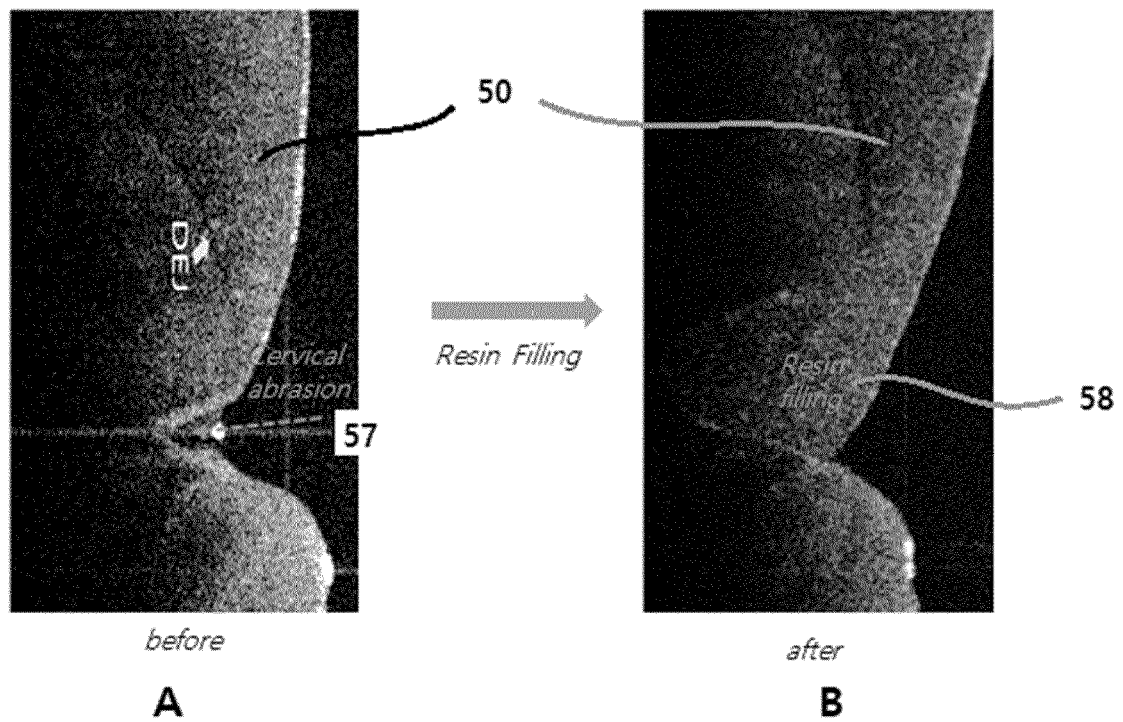 50
DEJ
Cervical
abrasion
57
Resin Filling
Resin
filling
58
before
after
A
B